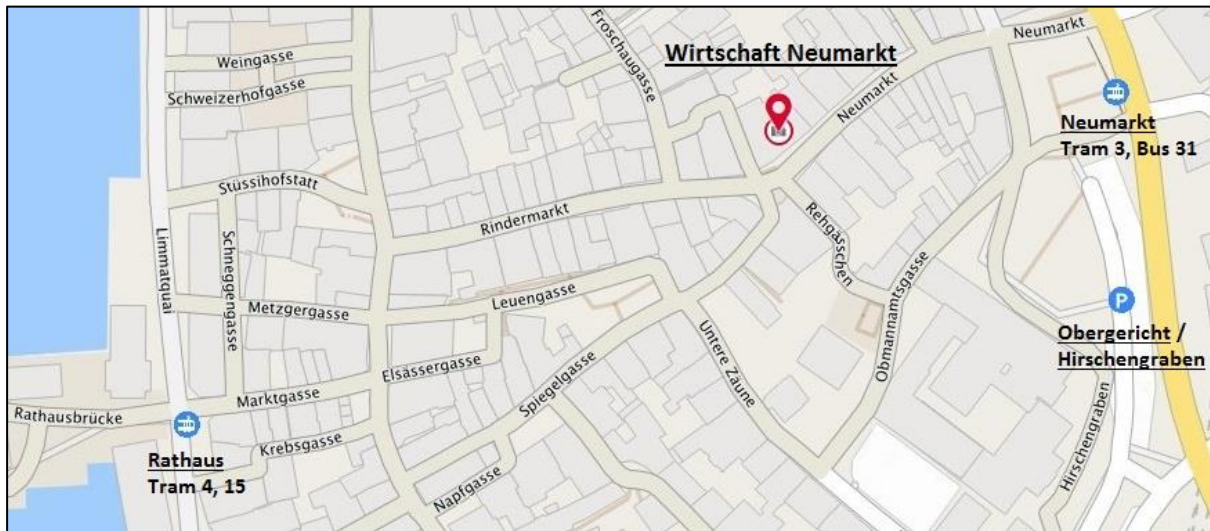 Neumarkt
Froschaugasse
Weingasse
Wirtschaft Neumarkt
Schweizerhofgasse
Neumarkt
Neumarkt
Tram 3, Bus 31
Stüssihofstatt
Rindermarkt
Rehgässchen
Limmatquai
Schneggengasse
Metzgergasse
Leuengasse
Obmannamtsgasse
P
Obergericht /
Hirschengraben
Untere Zäune
Elsässergasse
Spiegelgasse
Marktgasse
Rathausbrücke
Krebsgasse
Hirschengraben
Rathaus
Tram 4, 15
Napfgasse